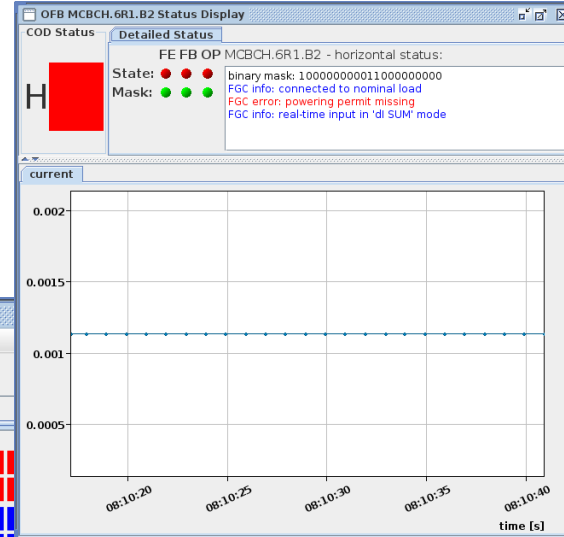 OFB MCBCH.6R1.B2 Status Display
COD Status
Detailed Status
H
FE FB OP MCBCH.6R1.B2 - horizontal status:
State:
Mask:
binary mask: 100000000011000000000
FGC info: connected to nominal load
FGC error: powering permit missing
FGC info: real-time input in 'dI SUM' mode
current
0.002
0.0015
0.001
0.0005
08:10:20
08:10:25
08:10:30
08:10:35
08:10:40
time [s]